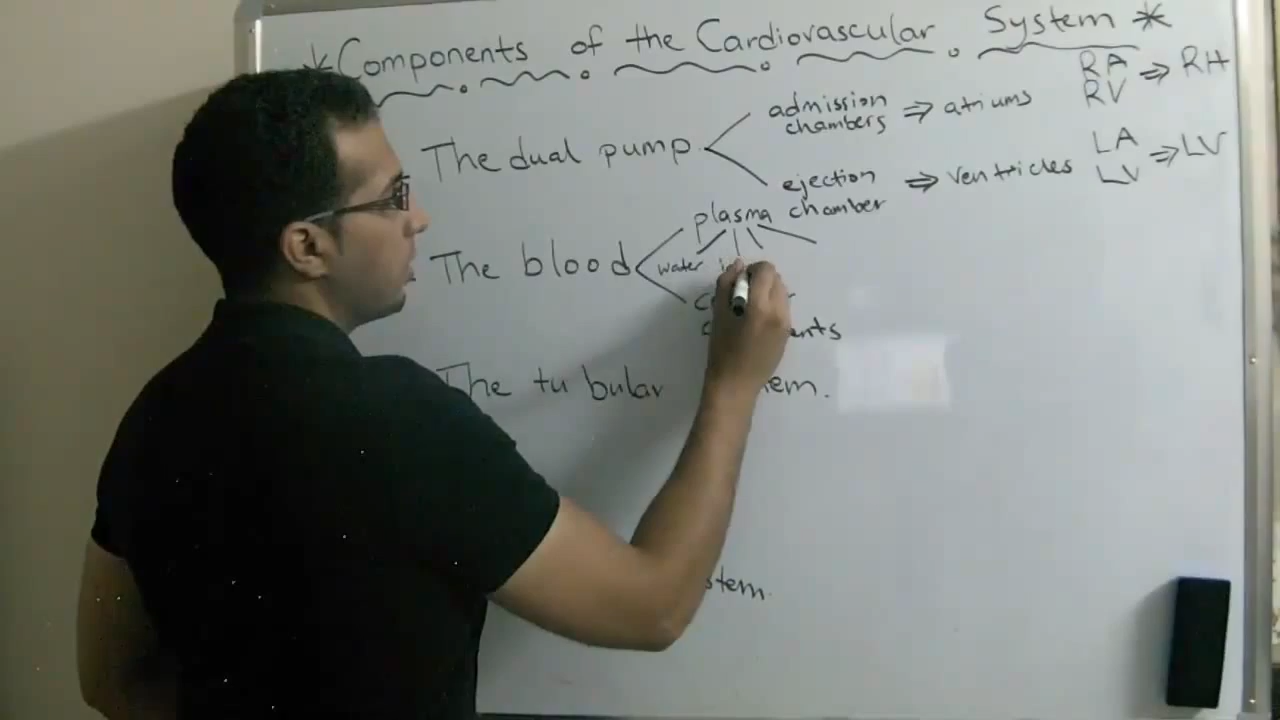 *Components of the Cardiovascular System *
RA
RV ⇒ RH
admission
chambers ⇒ atriums
The dual pump
LA
LV ⇒ LV
ejection
chamber ⇒ ventricles
plasma
The blood
water
The tubular